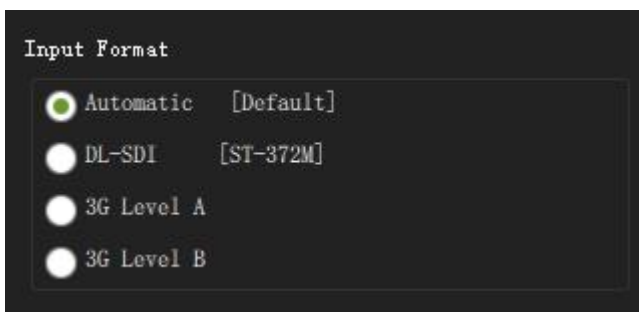 Input Format
Automatic [Default]
DL-SDI [ST-372M]
3G Level A
3G Level B